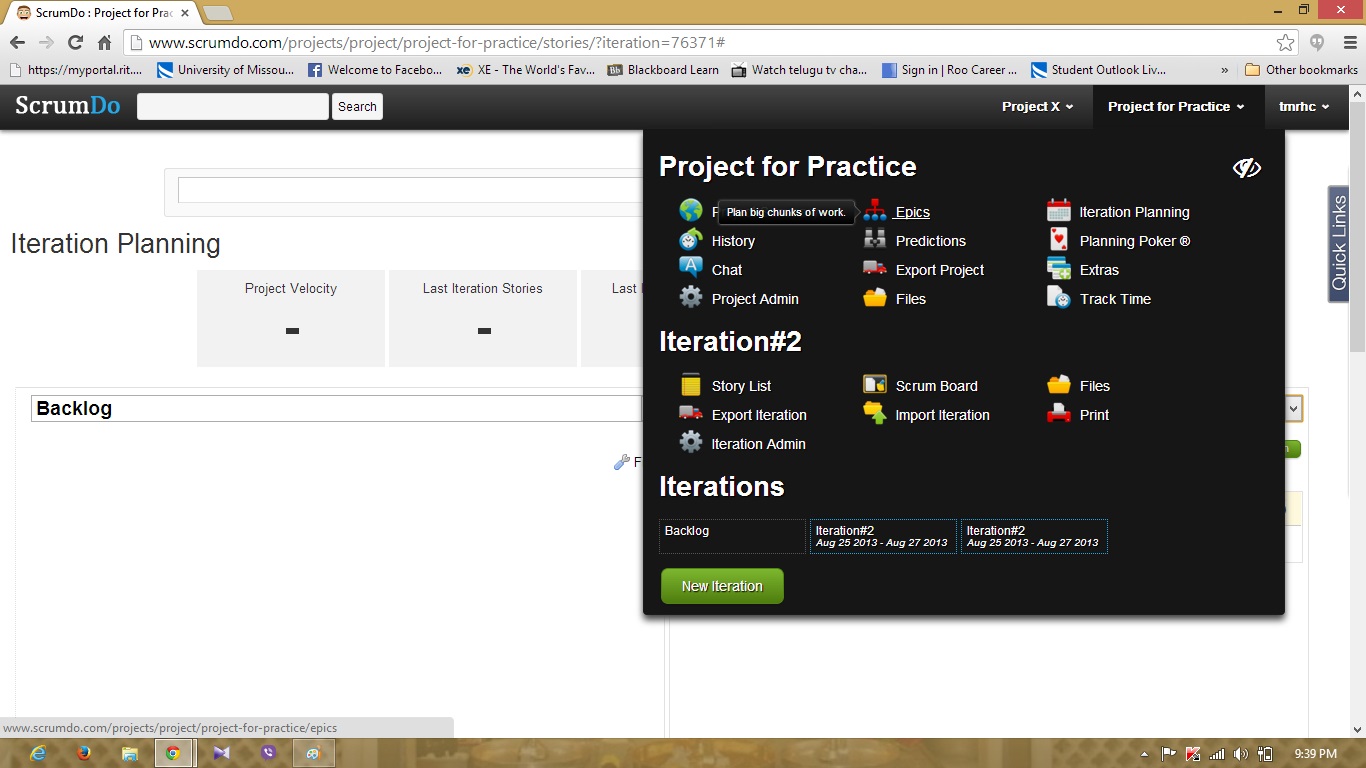 ScrumDo : Project for Prac
www.scrumdo.com/projects/project/project-for-practice/stories/?iteration=76371#
https://myportal.rit....
University of Missou...
Welcome to Facebo...
XE - The World's Fav...
Blackboard Learn
Watch telugu tv cha...
Sign in | Roo Career ...
Student Outlook Liv...
»
Other bookmarks
ScrumDo
Search
Project X
Project for Practice
tmrhc
Project for Practice
Plan big chunks of work.
Epics
Iteration Planning
History
Predictions
Planning Poker ®
Chat
Export Project
Extras
Project Admin
Files
Track Time
Quick Links
Iteration Planning
Project Velocity
Last Iteration Stories
Last
-
-
Iteration#2
Story List
Scrum Board
Files
Export Iteration
Import Iteration
Print
Iteration Admin
Backlog
F
Iterations
Backlog
Iteration#2
Aug 25 2013 - Aug 27 2013
Iteration#2
Aug 25 2013 - Aug 27 2013
New Iteration
www.scrumdo.com/projects/project/project-for-practice/epics
9:39 PM